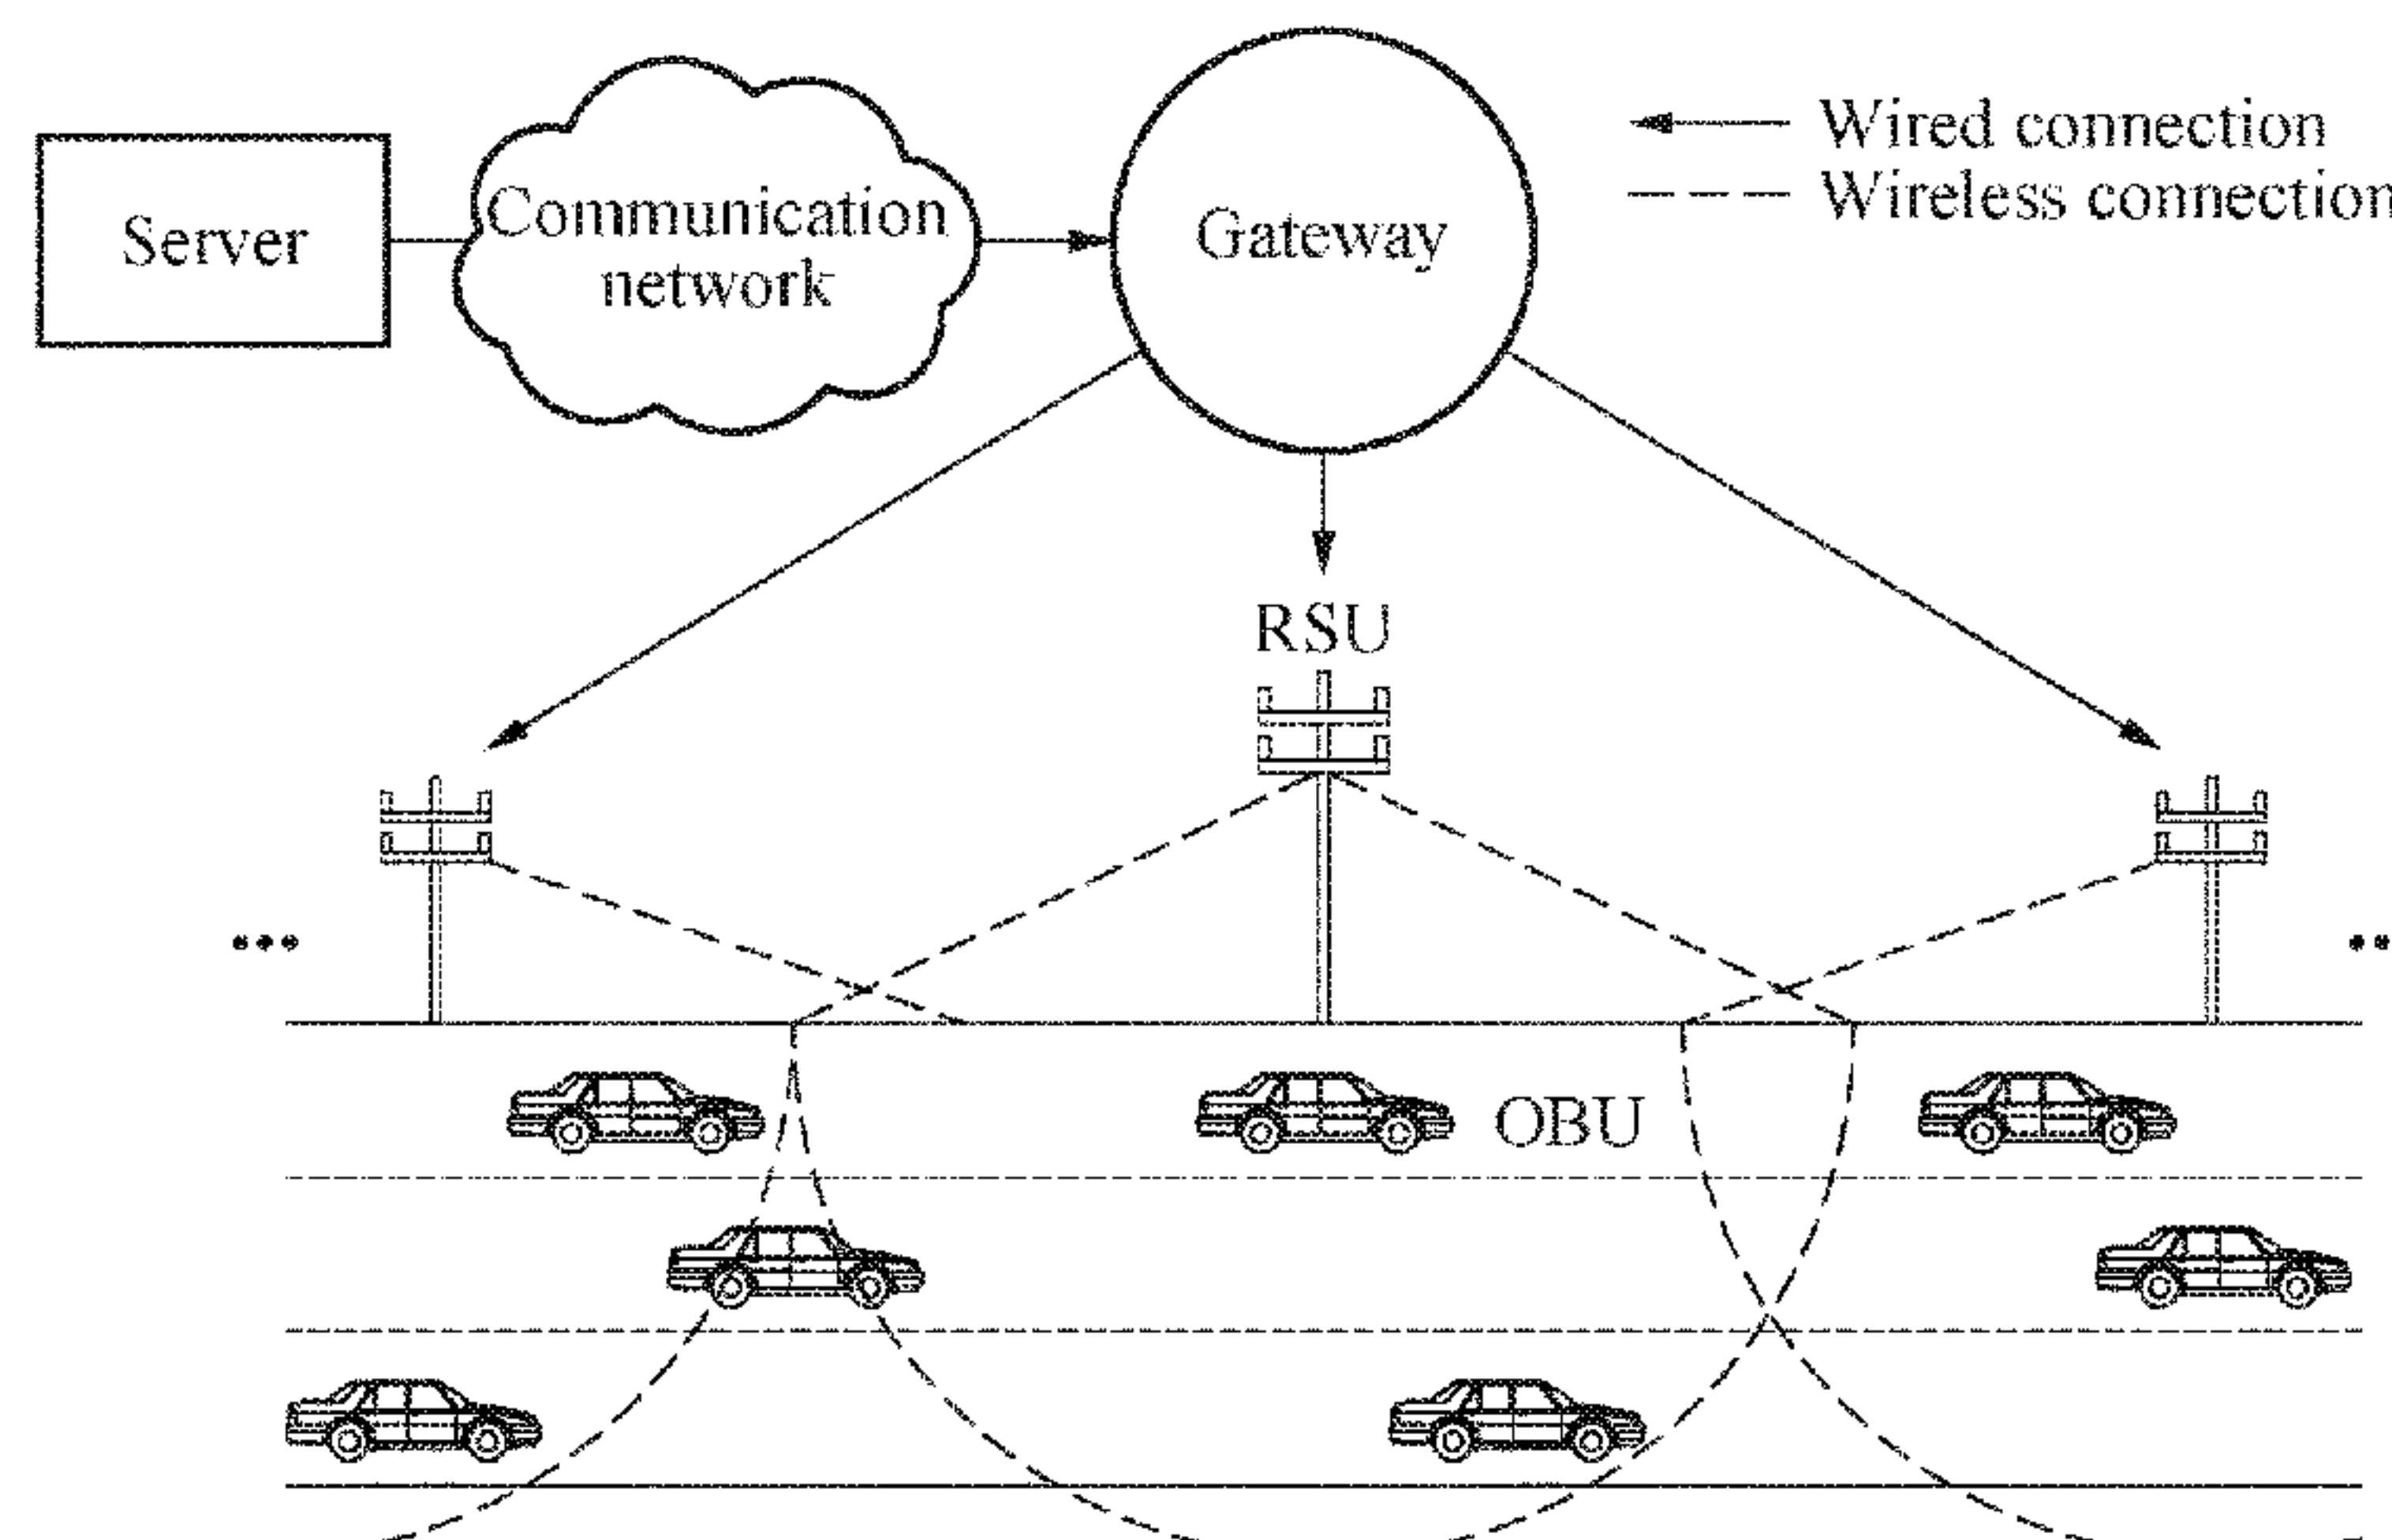 Server
Communication
network
Gateway
Wired connection
Wireless connection
RSU
OBU